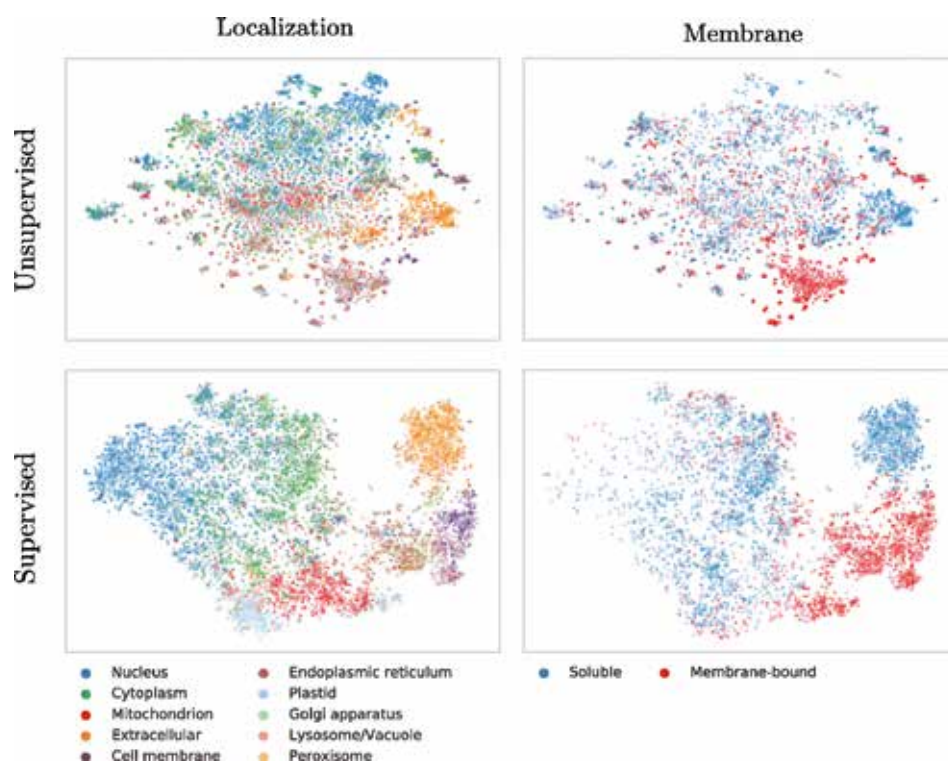 Localization
Membrane
Unsupervised
Supervised
Nucleus
Cytoplasm
Mitochondrion
Extracellular
Cell membrane
Endoplasmic reticulum
Plastid
Golgi apparatus
Lysosome/Vacuole
Peroxisome
Soluble
Membrane-bound